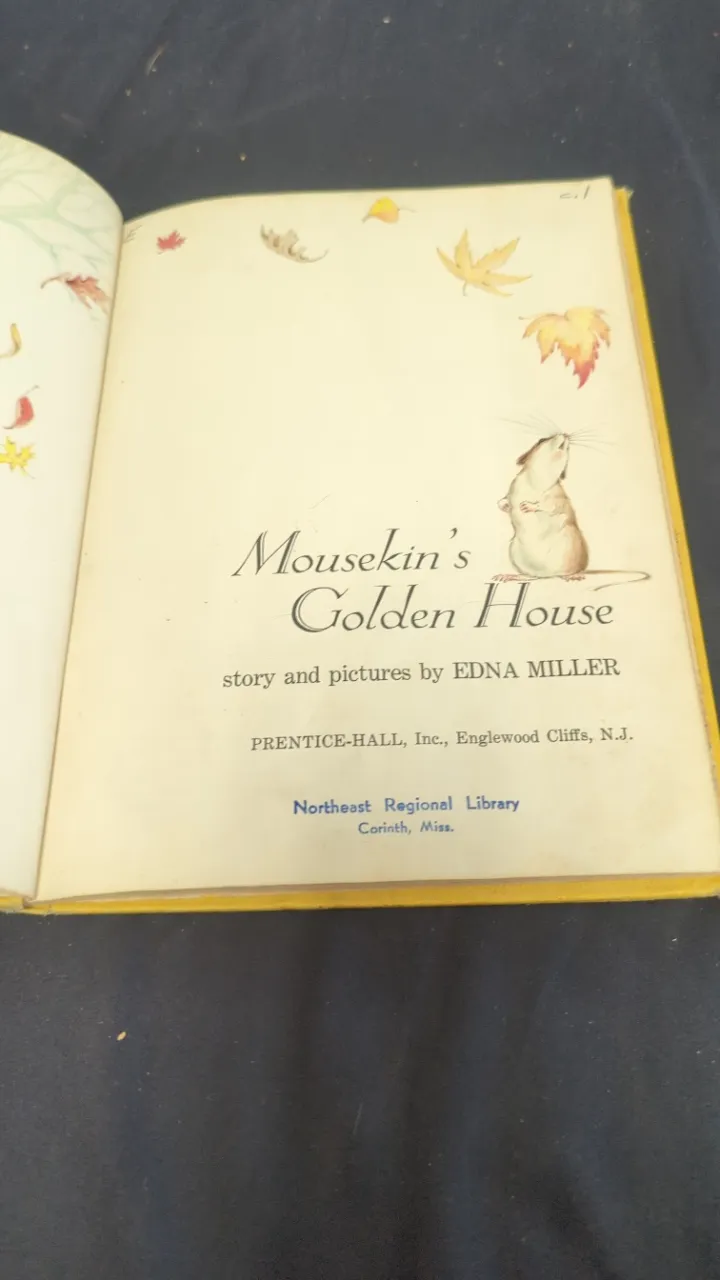 c.1
Mousekin's
Golden House
story and pictures by EDNA MILLER
PRENTICE-HALL, Inc., Englewood Cliffs, N.J.
Northeast Regional Library
Corinth, Miss.